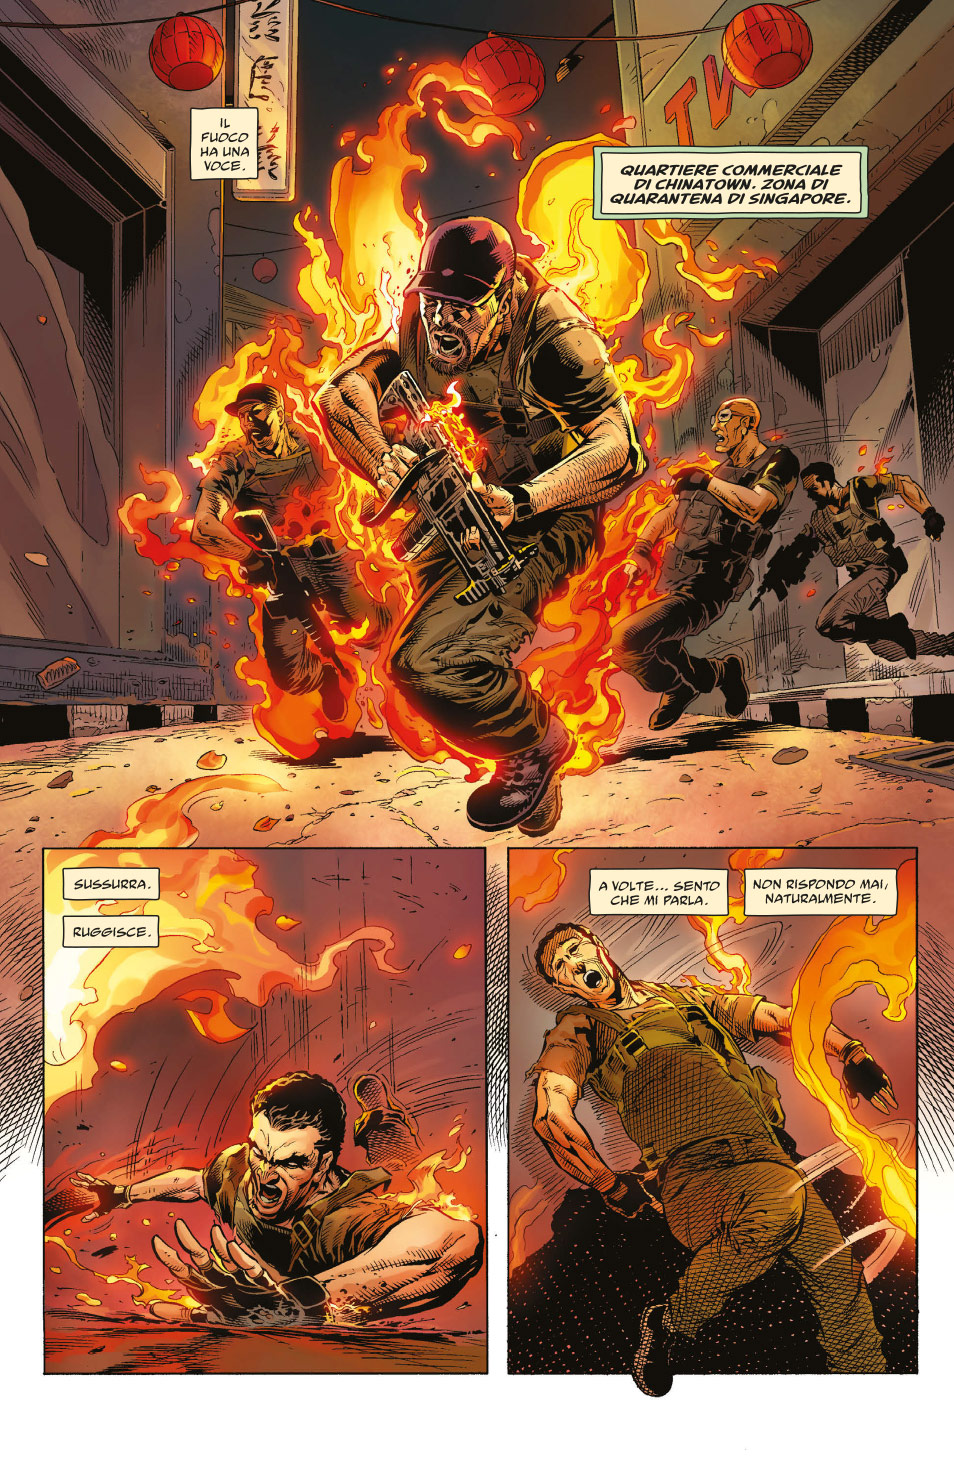 IL
FUOCO
HA UNA
VOCE.
QUARTIERE COMMERCIALE
DI CHINATOWN. ZONA DI
QUARANTENA DI SINGAPORE.
TV
SUSSURRA.
RUGGISCE.
A VOLTE... SENTO
CHE MI PARLA.
NON RISPONDO MAI,
NATURALMENTE.